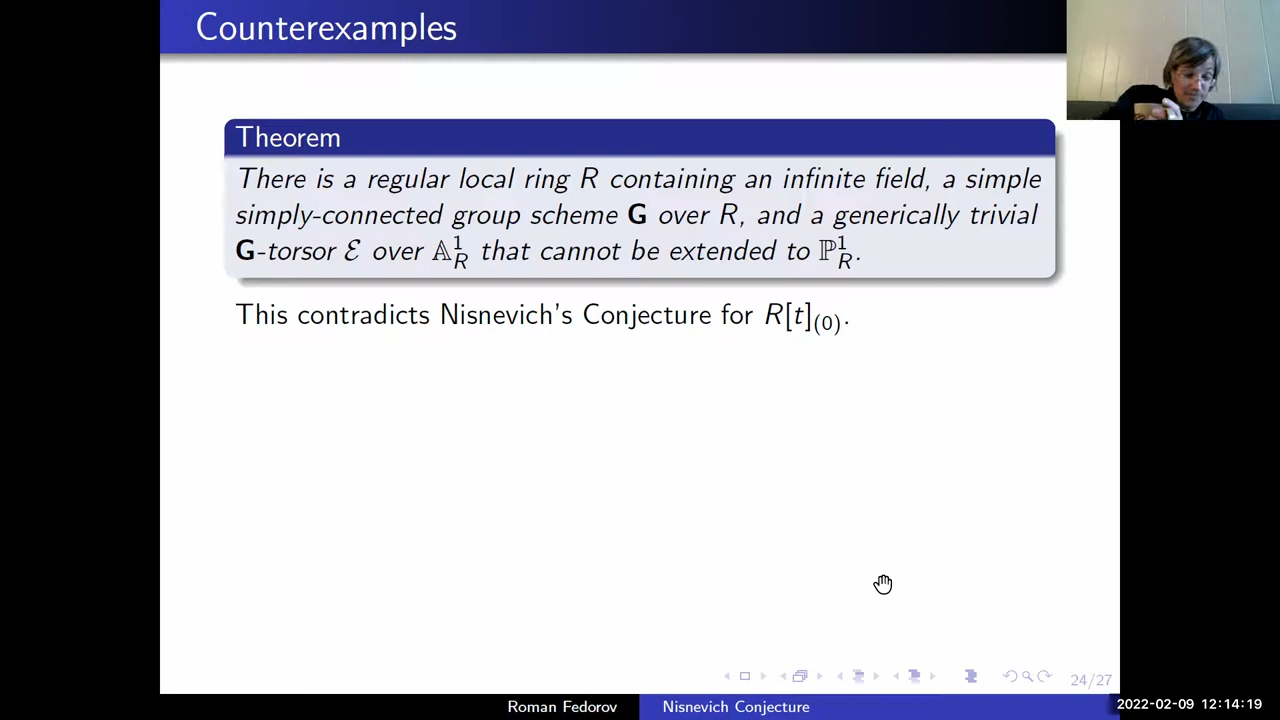 Counterexamples
Theorem
There is a regular local ring R containing an infinite field, a simple
simply-connected group scheme G over R, and a generically trivial
G-torsor ℰ over 𝔸¹_R that cannot be extended to ℙ¹_R.
This contradicts Nisnevich's Conjecture for R[t]_(0).
24/27
Roman Fedorov
Nisnevich Conjecture
2022-02-09 12:14:19